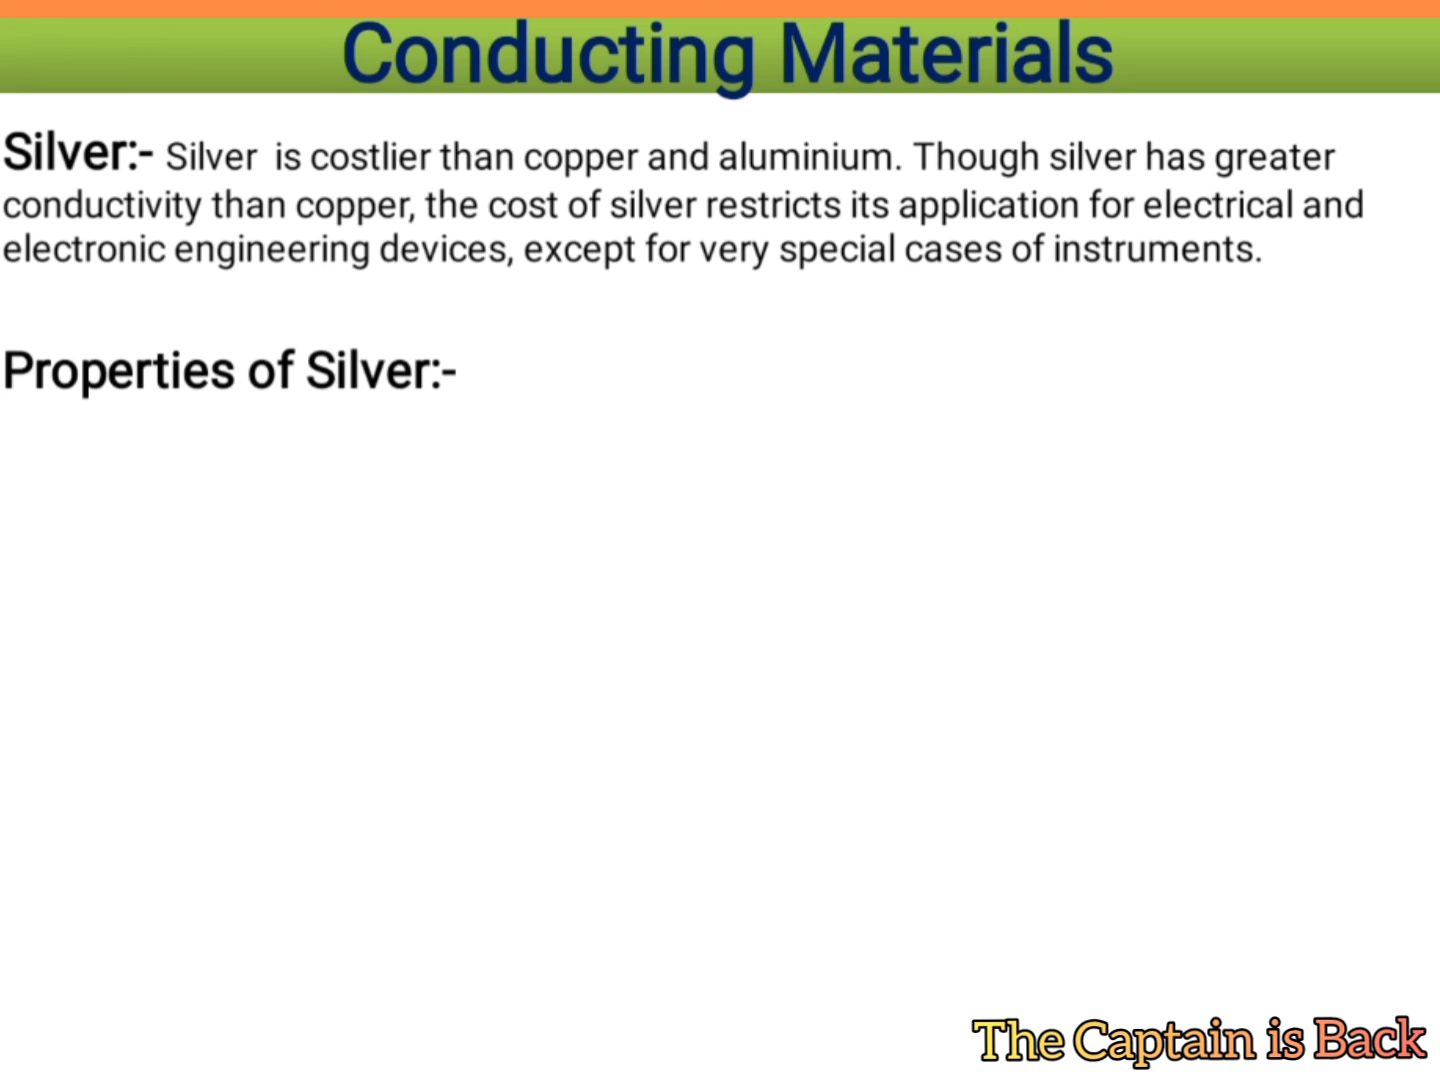 Conducting Materials
Silver:- Silver is costlier than copper and aluminium. Though silver has greater
conductivity than copper, the cost of silver restricts its application for electrical and
electronic engineering devices, except for very special cases of instruments.
Properties of Silver:-
The Captain is Back